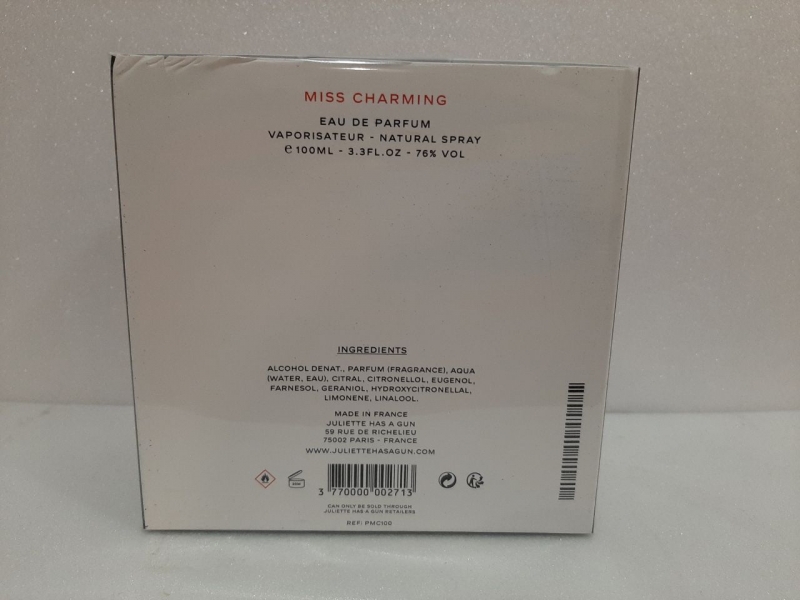 MISS CHARMING
EAU DE PARFUM
VAPORISATEUR - NATURAL SPRAY
e 100ML - 3.3FL.OZ - 76% VOL
INGREDIENTS
ALCOHOL DENAT., PARFUM (FRAGRANCE), AQUA
(WATER, EAU), CITRAL, CITRONELLOL, EUGENOL,
FARNESOL, GERANIOL, HYDROXYCITRONELLAL,
LIMONENE, LINALOOL.
MADE IN FRANCE
JULIETTE HAS A GUN
59 RUE DE RICHELIEU
75002 PARIS - FRANCE
WWW.JULIETTEHASAGUN.COM
3 770000 002713
CAN ONLY BE SOLD THROUGH
JULIETTE HAS A GUN RETAILERS
REF: PMC100